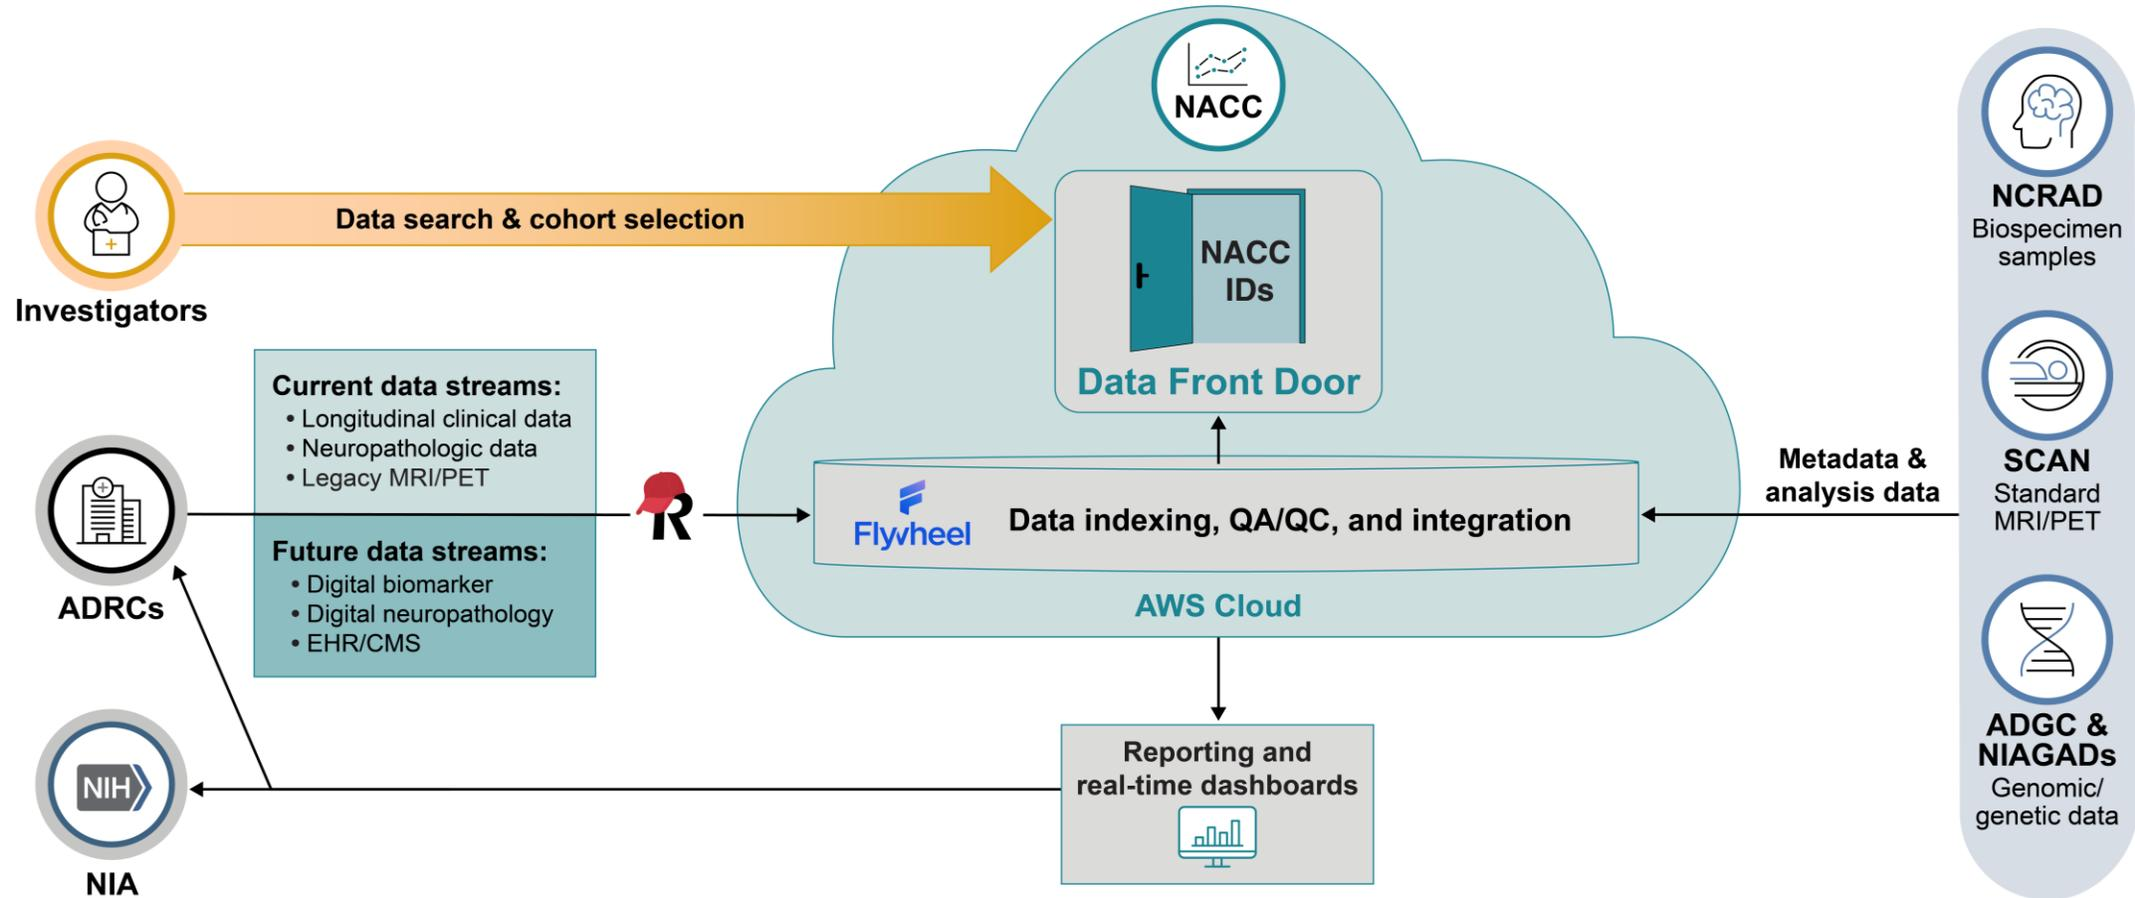 NACC
Data search & cohort selection
Investigators
NACC
IDs
Data Front Door
Current data streams:
• Longitudinal clinical data
• Neuropathologic data
• Legacy MRI/PET
Future data streams:
• Digital biomarker
• Digital neuropathology
• EHR/CMS
ADRCs
R
Flywheel
Data indexing, QA/QC, and integration
AWS Cloud
Metadata &
analysis data
NCRAD
Biospecimen
samples
SCAN
Standard
MRI/PET
ADGC &
NIAGADs
Genomic/
genetic data
Reporting and
real-time dashboards
NIH
NIA